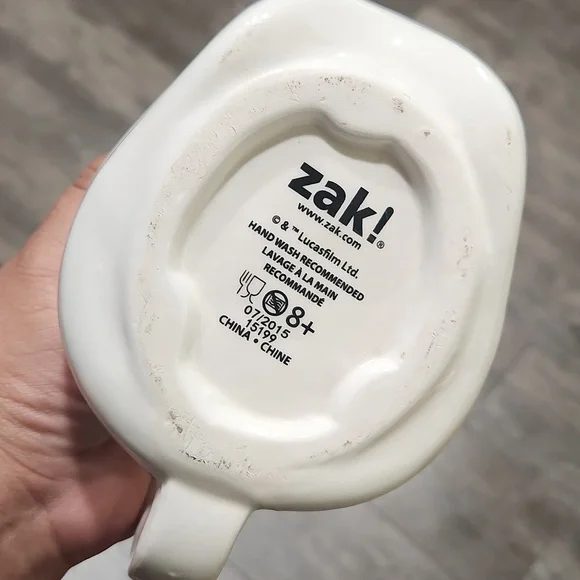 zak!®
www.zak.com
© & ™ Lucasfilm Ltd.
HAND WASH RECOMMENDED
LAVAGE À LA MAIN
RECOMMANDÉ
8+
07/2015
15199
CHINA • CHINE